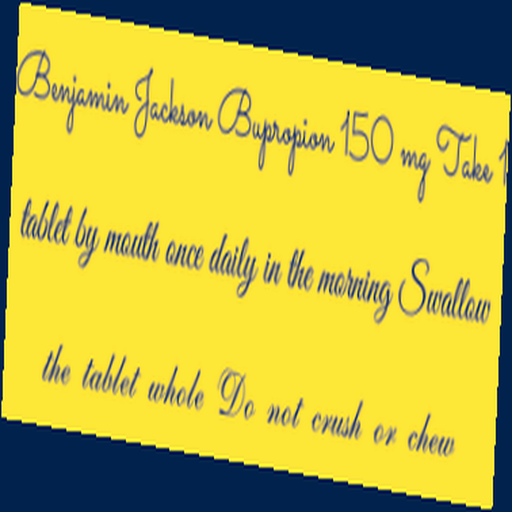 Benjamin Jackson Bupropion 150 mg Take 1
tablet by mouth once daily in the morning Swallow
the tablet whole Do not crush or chew